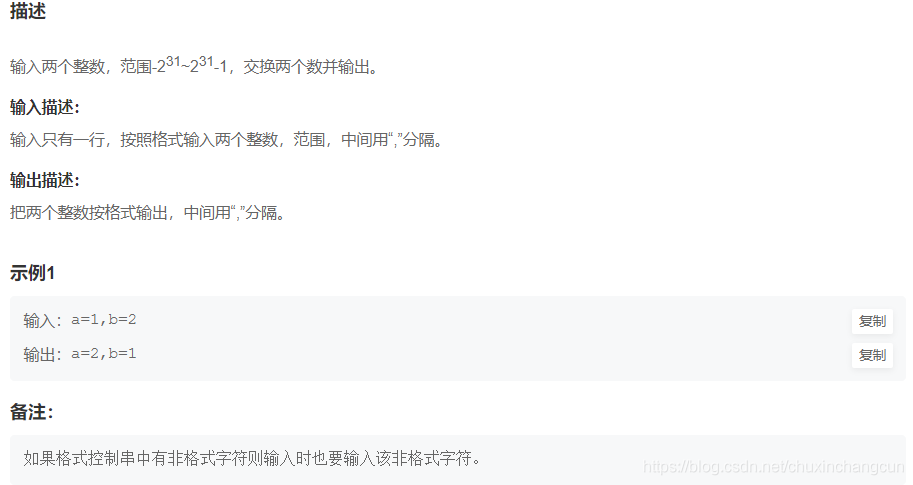 描述
输入两个整数，范围-2^31~2^31-1，交换两个数并输出。
输入描述：
输入只有一行，按照格式输入两个整数，范围，中间用“,”分隔。
输出描述：
把两个整数按格式输出，中间用“,”分隔。
示例1
输入：a=1,b=2
复制
输出：a=2,b=1
复制
备注：
如果格式控制串中有非格式字符则输入时也要输入该非格式字符。
https://blog.csdn.net/chuxinchangcun